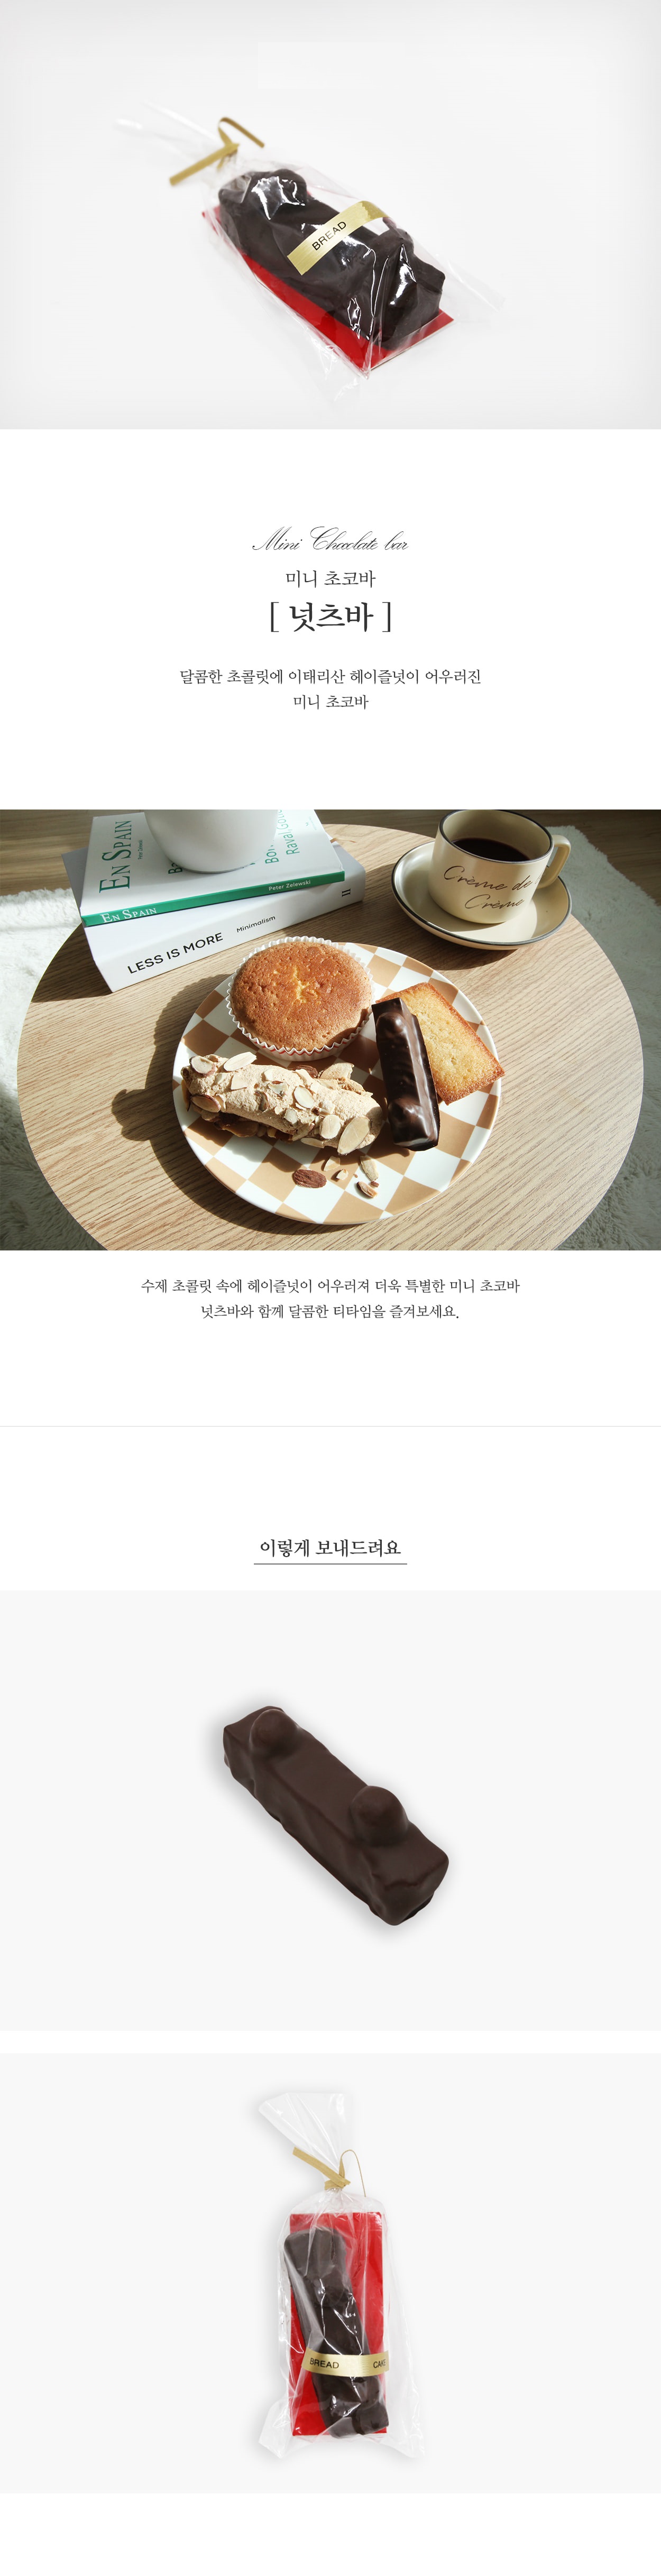 BREAD
Mini Chocolate bar
미니 초코바
[ 넛츠바 ]
달콤한 초콜릿에 이태리산 헤이즐넛이 어우러진
미니 초코바
EN SPAIN
Raval
Peter Zelewski
EN SPAIN
II
LESS IS MORE Minimalism
Crème de
Crème
수제 초콜릿 속에 헤이즐넛이 어우러져 더욱 특별한 미니 초코바
넛츠바와 함께 달콤한 티타임을 즐겨보세요.
이렇게 보내드려요
BREAD CAKE